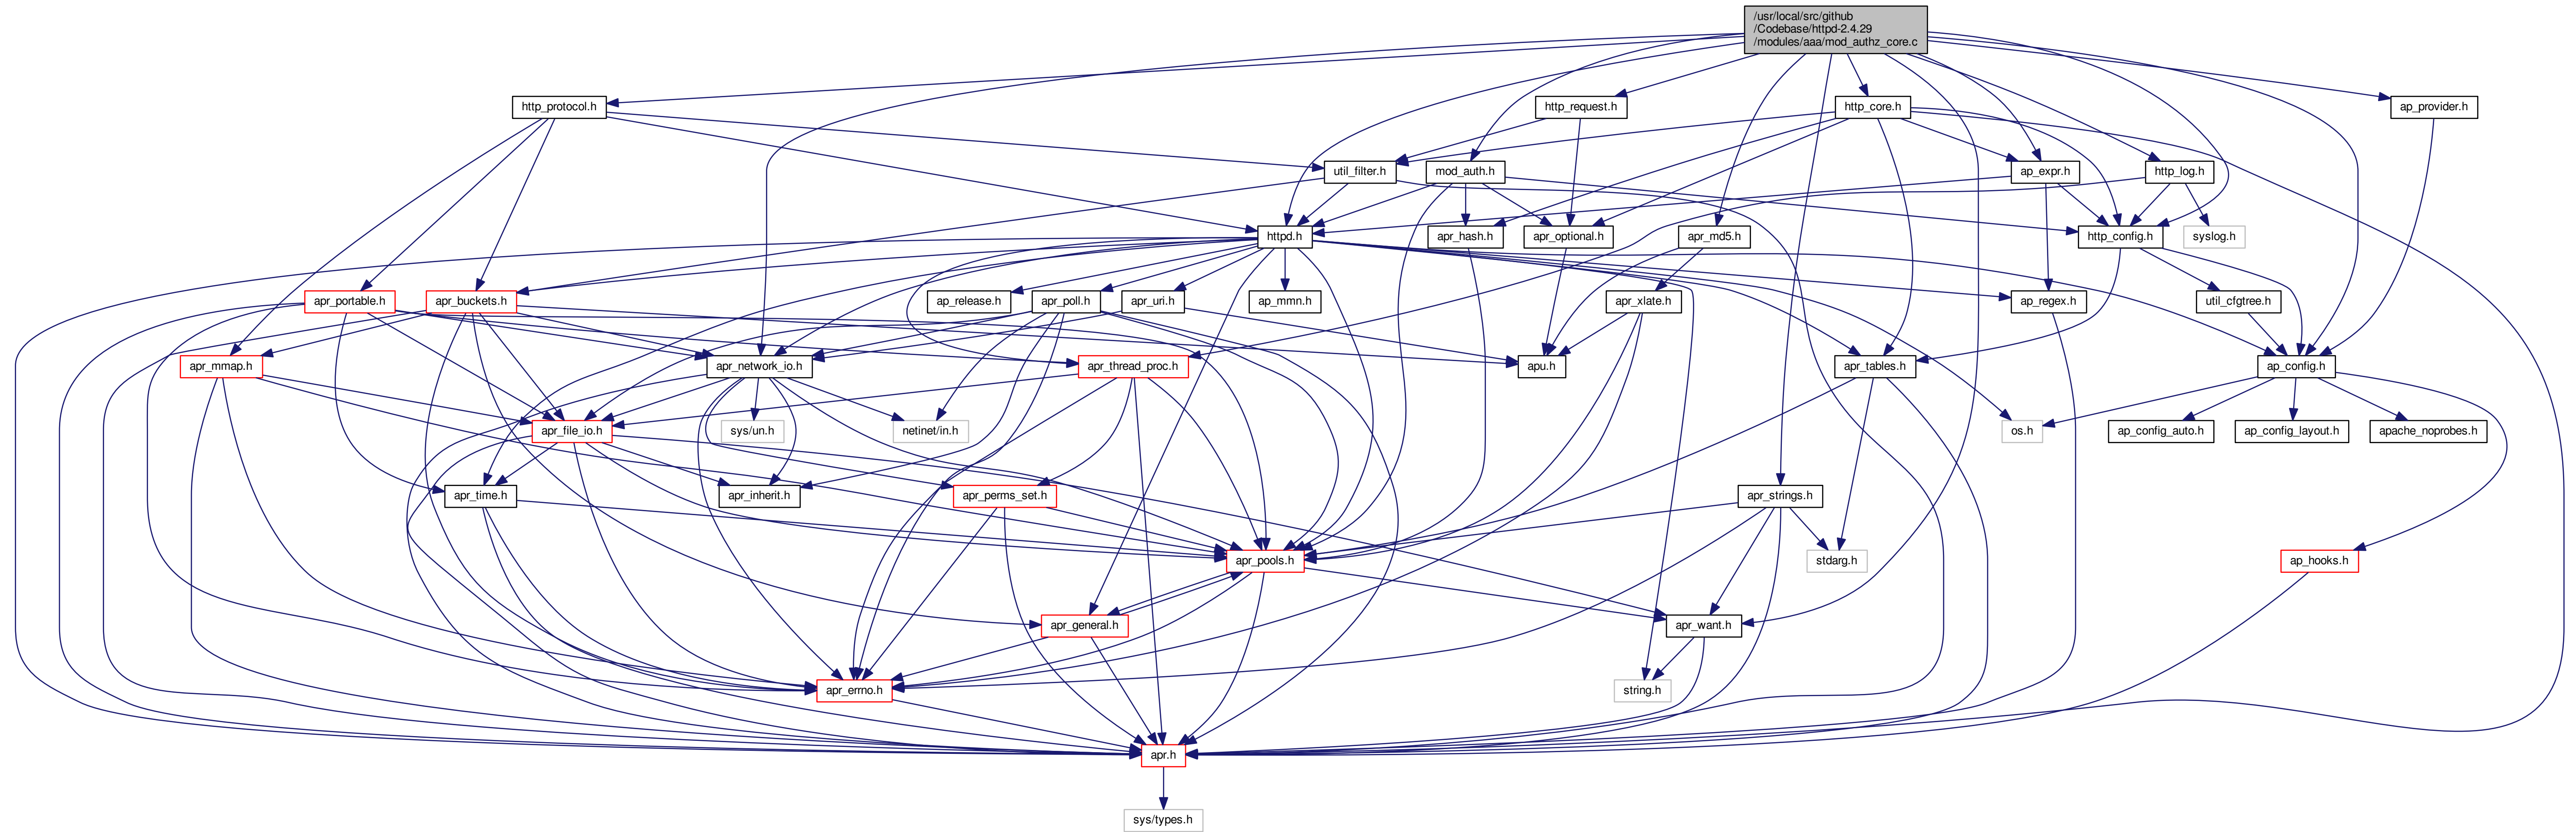 /usr/local/src/github
/Codebase/httpd-2.4.29
/modules/aaa/mod_authz_core.c
http_protocol.h
http_request.h
http_core.h
ap_provider.h
util_filter.h
mod_auth.h
ap_expr.h
http_log.h
httpd.h
apr_hash.h
apr_optional.h
apr_md5.h
http_config.h
syslog.h
apr_portable.h
apr_buckets.h
ap_release.h
apr_poll.h
apr_uri.h
ap_mmn.h
apr_xlate.h
ap_regex.h
util_cfgtree.h
apr_mmap.h
apr_network_io.h
apr_thread_proc.h
apu.h
apr_tables.h
ap_config.h
apr_file_io.h
sys/un.h
netinet/in.h
os.h
ap_config_auto.h
ap_config_layout.h
apache_noprobes.h
apr_time.h
apr_inherit.h
apr_perms_set.h
apr_strings.h
apr_pools.h
stdarg.h
ap_hooks.h
apr_general.h
apr_want.h
apr_errno.h
string.h
apr.h
sys/types.h